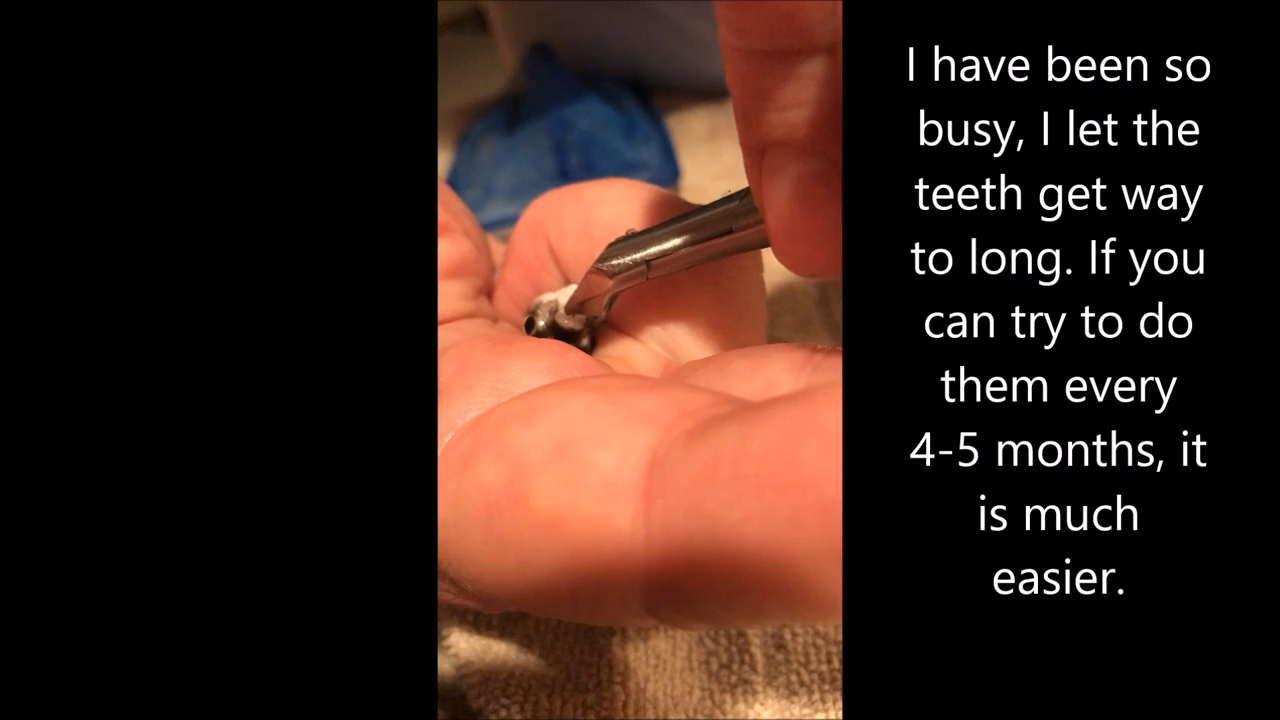 I have been so
busy, I let the
teeth get way
to long. If you
can try to do
them every
4-5 months, it
is much
easier.